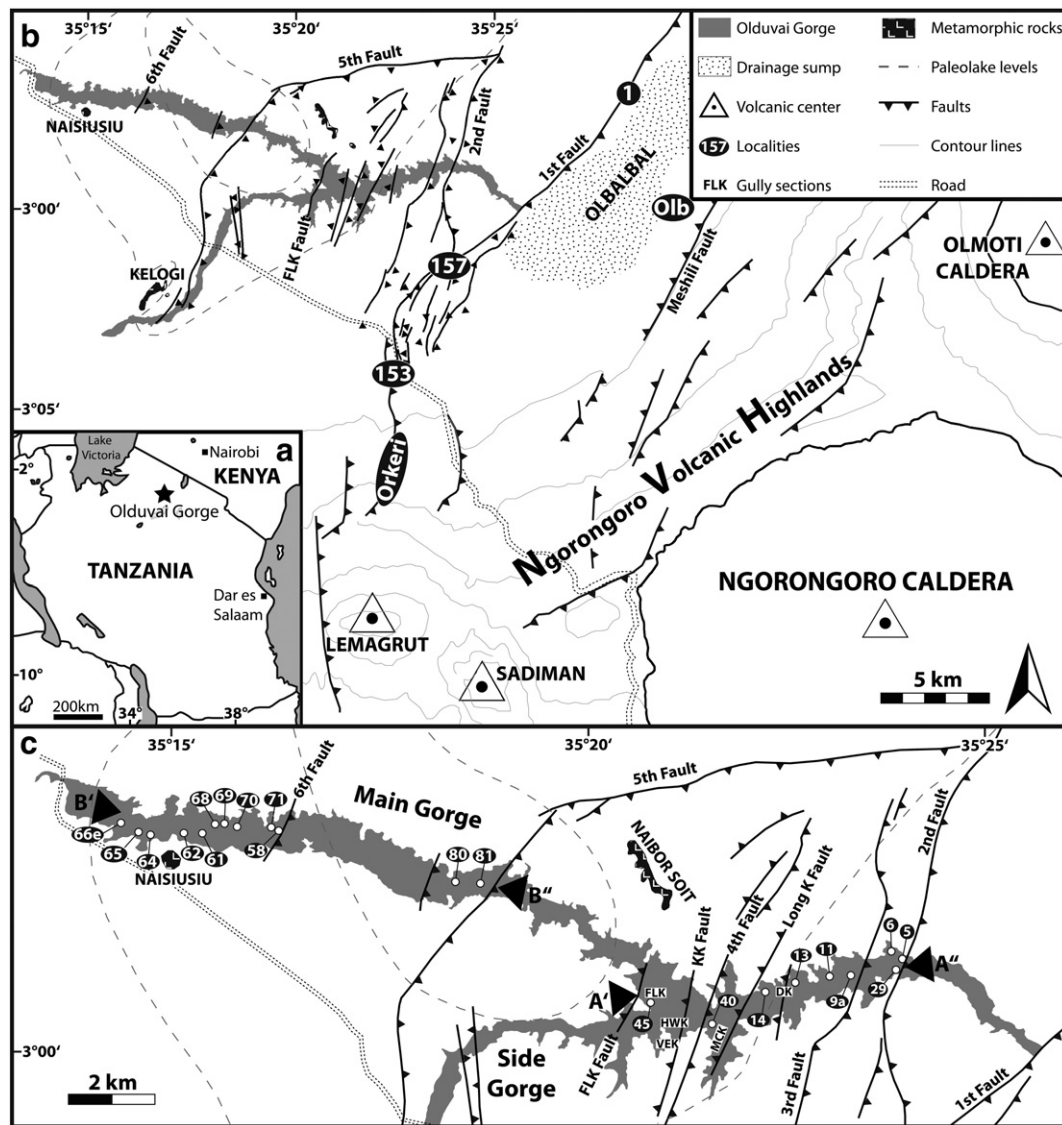 b
35°15'
35°20'
35°25'
6th Fault
5th Fault
2nd Fault
1st Fault
1
NAISIUSIU
OLBALBAL
Olb
3°00'
FLK Fault
KELOGI
157
Meshili Fault
153
3°05'
Orkeri
Olduvai Gorge
Drainage sump
Volcanic center
157 Localities
FLK Gully sections
Metamorphic rocks
Paleolake levels
Faults
Contour lines
Road
OLMOTI
CALDERA
Ngorongoro Volcanic Highlands
NGORONGORO CALDERA
LEMAGRUT
SADIMAN
5 km
a
Lake
Victoria
2°
Nairobi
KENYA
Olduvai Gorge
TANZANIA
Dar es
Salaam
10°
200km
34°
38°
c
35°15'
35°20'
35°25'
6th Fault
5th Fault
2nd Fault
Main Gorge
B'
68
69
70
71
66e
65
64
62
61
58
NAISIUSIU
80
81
B"
NAIBOR SOIT
KK Fault
4th Fault
Long K Fault
6
5
13
11
A"
A'
FLK
40
DK
29
9a
14
45
HWK
VEK
MCK
3°00'
Side
Gorge
FLK Fault
3rd Fault
1st Fault
2 km